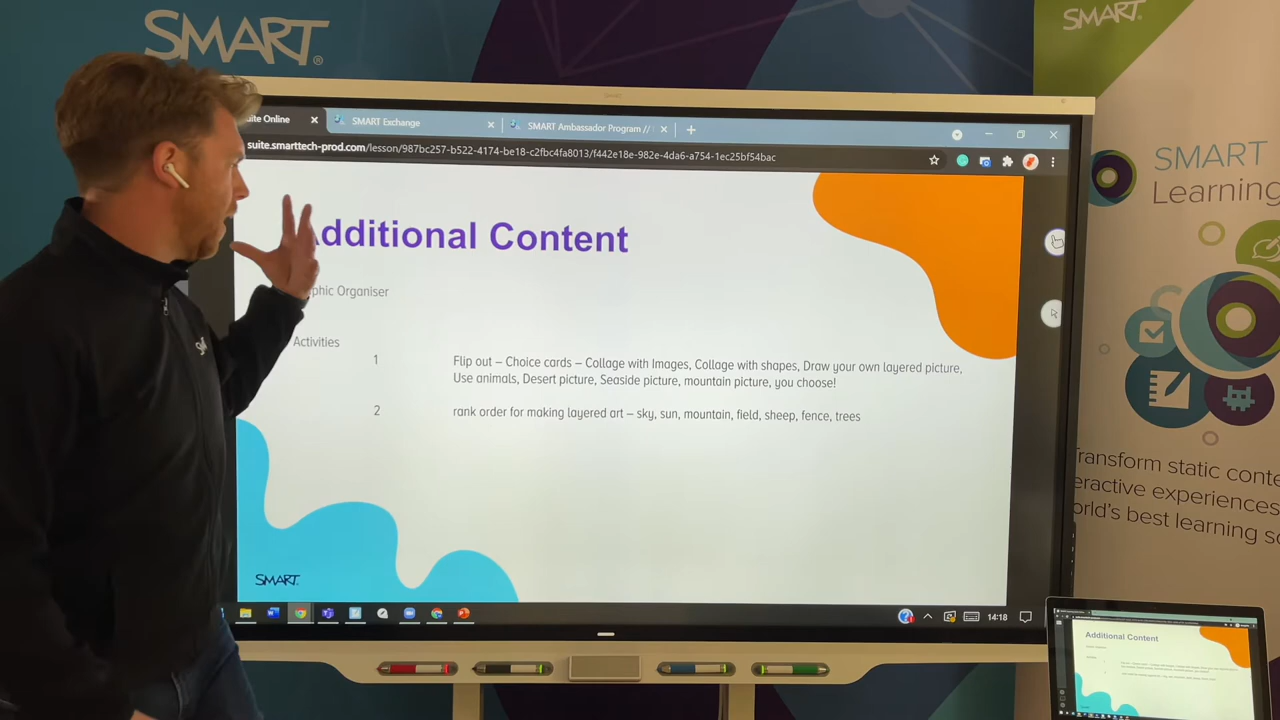 SMART
SMART
uite Online
SMART Exchange
SMART Ambassador Program //
suite.smarttech-prod.com/lesson/987bc257-b522-4174-be18-c2fbc4fa8013/f442e18e-982e-4da6-a754-1ec25bf54bac
SMART
Learning
Additional Content
phic Organiser
Activities
1
Flip out – Choice cards – Collage with Images, Collage with shapes, Draw your own layered picture,
Use animals, Desert picture, Seaside picture, mountain picture, you choose!
2
rank order for making layered art – sky, sun, mountain, field, sheep, fence, trees
Transform static conte
eractive experiences
orld's best learning so
SMART
14:18
Additional Content